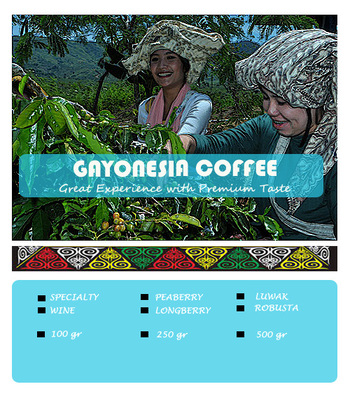 GAYONESIA COFFEE
Great Experience with Premium Taste
SPECIALTY PEABERRY LUWAK
WINE LONGBERRY ROBUSTA
100 gr 250 gr 500 gr